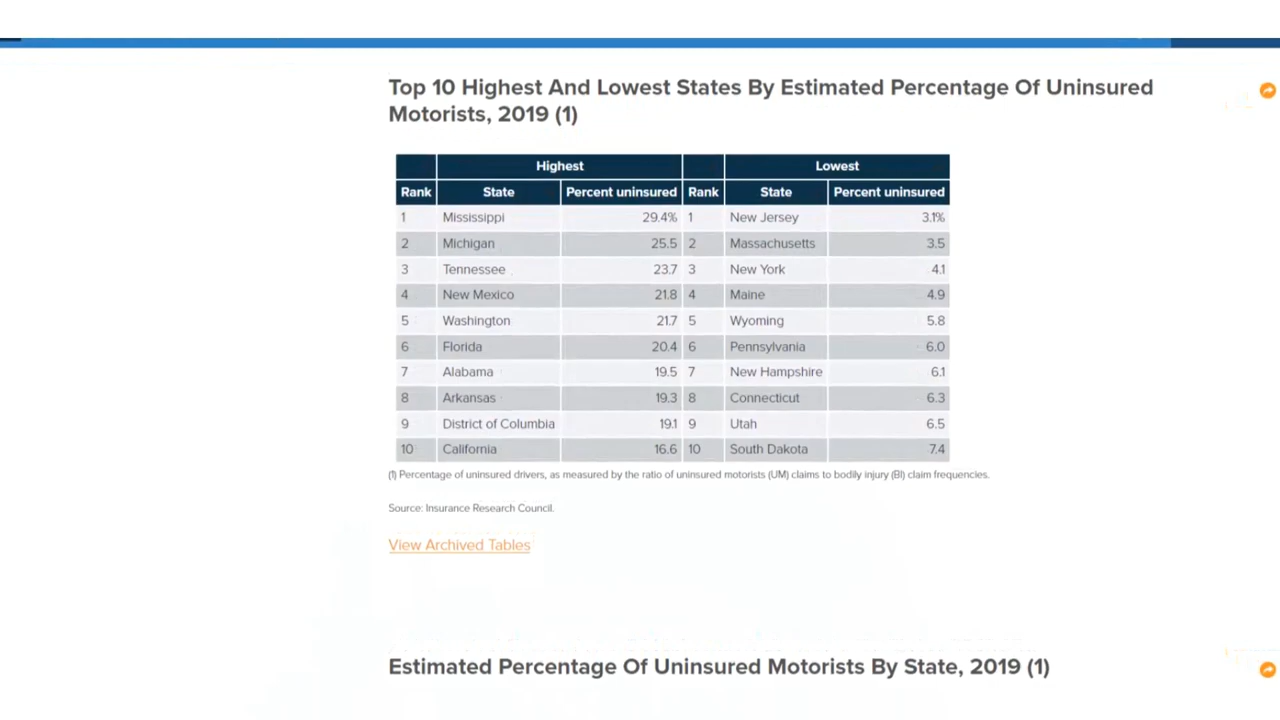 Top 10 Highest And Lowest States By Estimated Percentage Of Uninsured
Motorists, 2019 (1)
Highest Lowest
Rank State Percent uninsured Rank State Percent uninsured
1 Mississippi 29.4% 1 New Jersey 3.1%
2 Michigan 25.5 2 Massachusetts 3.5
3 Tennessee 23.7 3 New York 4.1
4 New Mexico 21.8 4 Maine 4.9
5 Washington 21.7 5 Wyoming 5.8
6 Florida 20.4 6 Pennsylvania 6.0
7 Alabama 19.5 7 New Hampshire 6.1
8 Arkansas 19.3 8 Connecticut 6.3
9 District of Columbia 19.1 9 Utah 6.5
10 California 16.6 10 South Dakota 7.4
(1) Percentage of uninsured drivers, as measured by the ratio of uninsured motorists (UM) claims to bodily injury (BI) claim frequencies.
Source: Insurance Research Council.
View Archived Tables
Estimated Percentage Of Uninsured Motorists By State, 2019 (1)